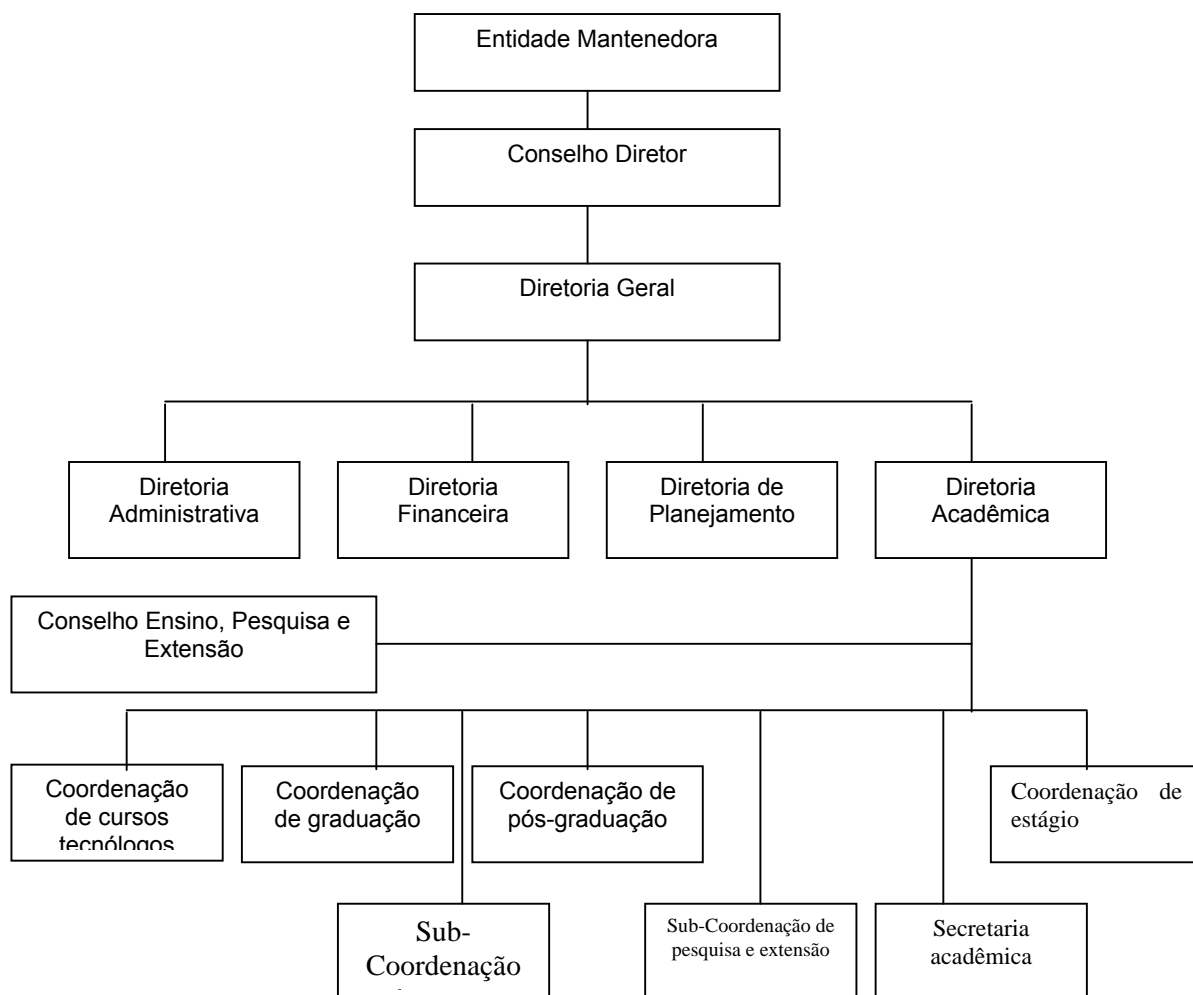 Entidade Mantenedora
Conselho Diretor
Diretoria Geral
Diretoria
Administrativa
Diretoria
Financeira
Diretoria de
Planejamento
Diretoria
Acadêmica
Conselho Ensino, Pesquisa e
Extensão
Coordenação
de cursos
tecnólogos
Coordenação
de graduação
Coordenação de
pós-graduação
Coordenação de
estágio
Sub-
Coordenação
Sub-Coordenação de
pesquisa e extensão
Secretaria
acadêmica